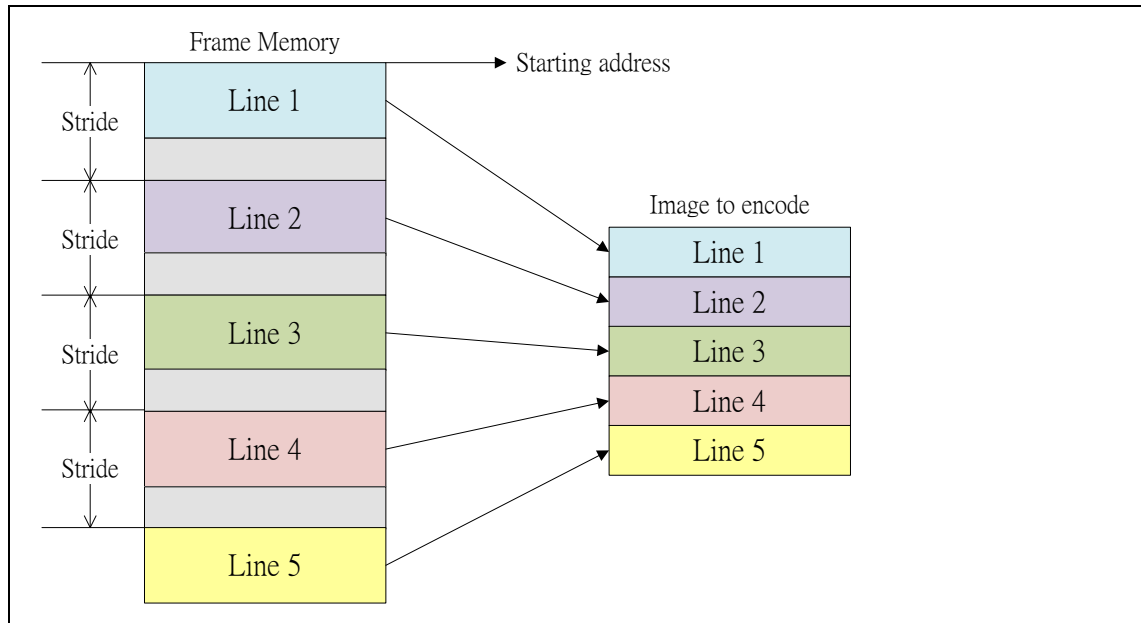 Frame Memory
Starting address
Line 1
Stride
Line 2
Stride
Line 3
Stride
Line 4
Stride
Line 5
Image to encode
Line 1
Line 2
Line 3
Line 4
Line 5